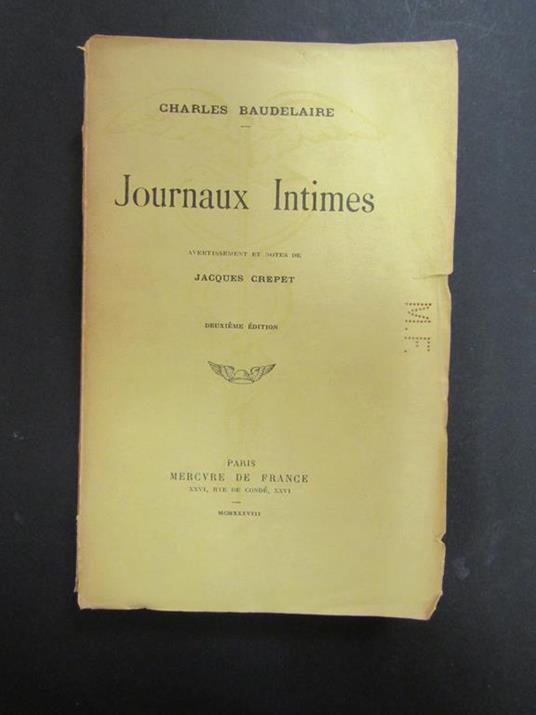 CHARLES BAUDELAIRE
Journaux Intimes
AVERTISSEMENT ET NOTES DE
JACQUES CREPET
DEUXIÈME ÉDITION
PARIS
MERCVRE DE FRANCE
XXVI, RVE DE CONDÉ, XXVI
MCMXXXVIII
M.F.